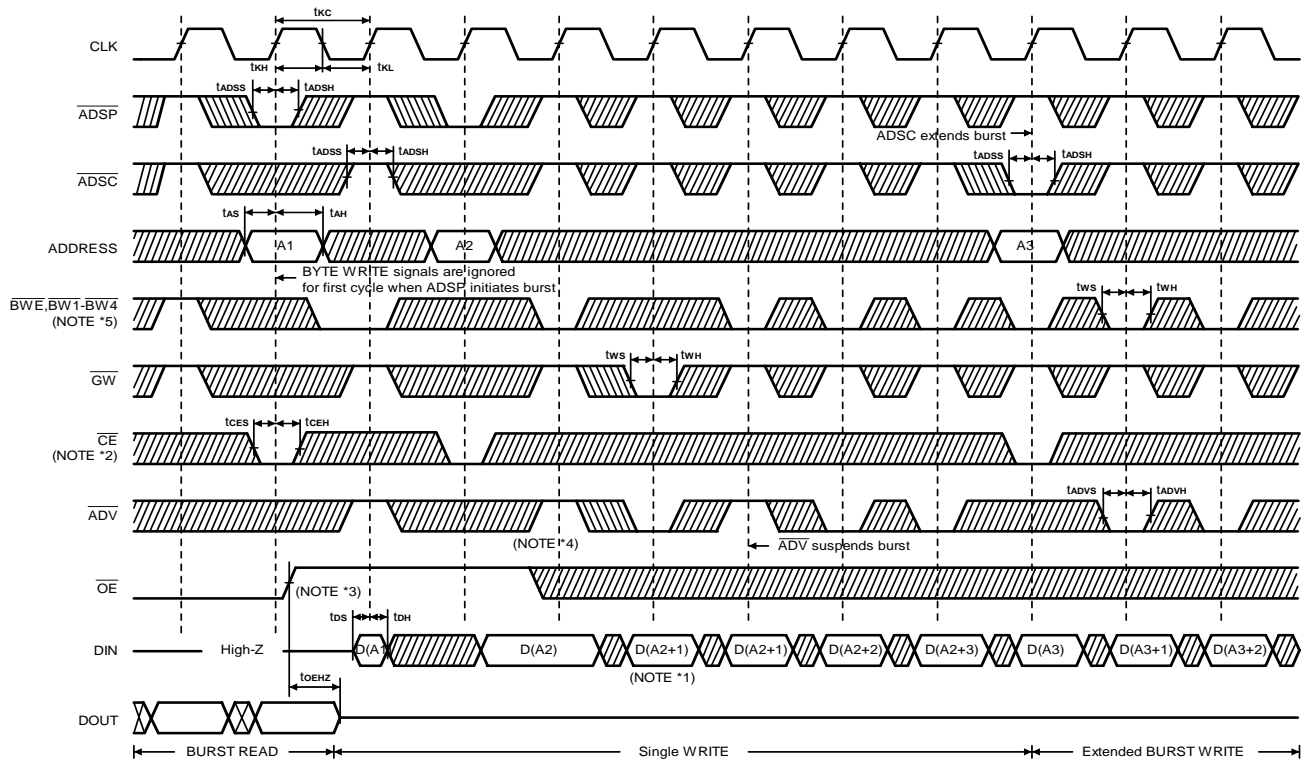 tKC
CLK
tKH
tKL
tADSS
tADSH
ADSP
ADSC extends burst
tADSS
tADSH
tADSS
tADSH
ADSC
tAS
tAH
ADDRESS
A1
A2
A3
BYTE WRITE signals are ignored
for first cycle when ADSP initiates burst
BWE,BW1-BW4
(NOTE *5)
tWS
tWH
tWS
tWH
GW
tCES
tCEH
CE
(NOTE *2)
tADVS
tADVH
ADV
(NOTE *4)
ADV suspends burst
OE
(NOTE *3)
tDS
tDH
DIN
High-Z
D(A1
D(A2)
D(A2+1)
D(A2+1)
D(A2+2)
D(A2+3)
D(A3)
D(A3+1)
D(A3+2)
(NOTE *1)
tOEHZ
DOUT
BURST READ
Single WRITE
Extended BURST WRITE